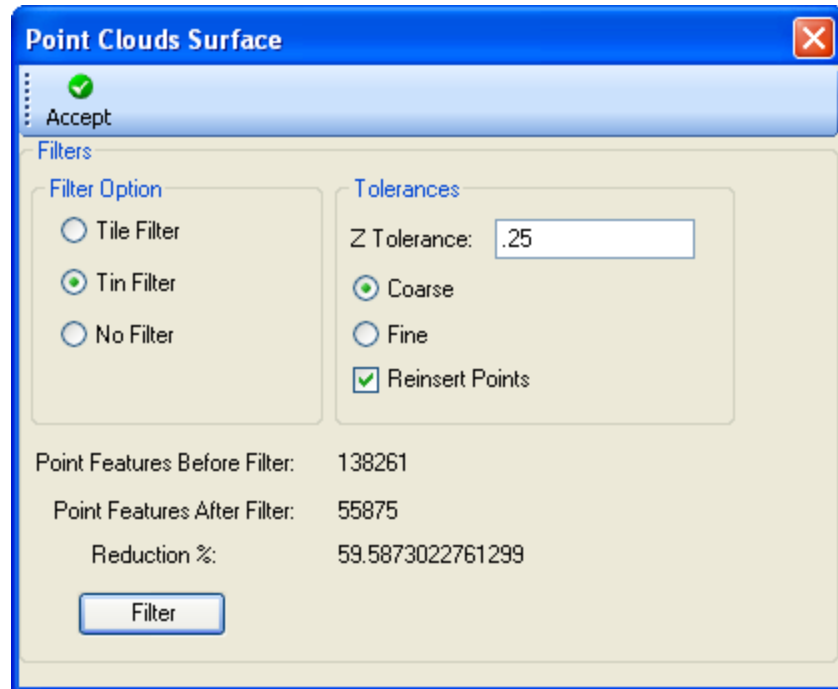 Point Clouds Surface
Accept
Filters
Filter Option
Tile Filter
Tin Filter
No Filter
Tolerances
Z Tolerance: .25
Coarse
Fine
Reinsert Points
Point Features Before Filter: 138261
Point Features After Filter: 55875
Reduction %: 59.5873022761299
Filter